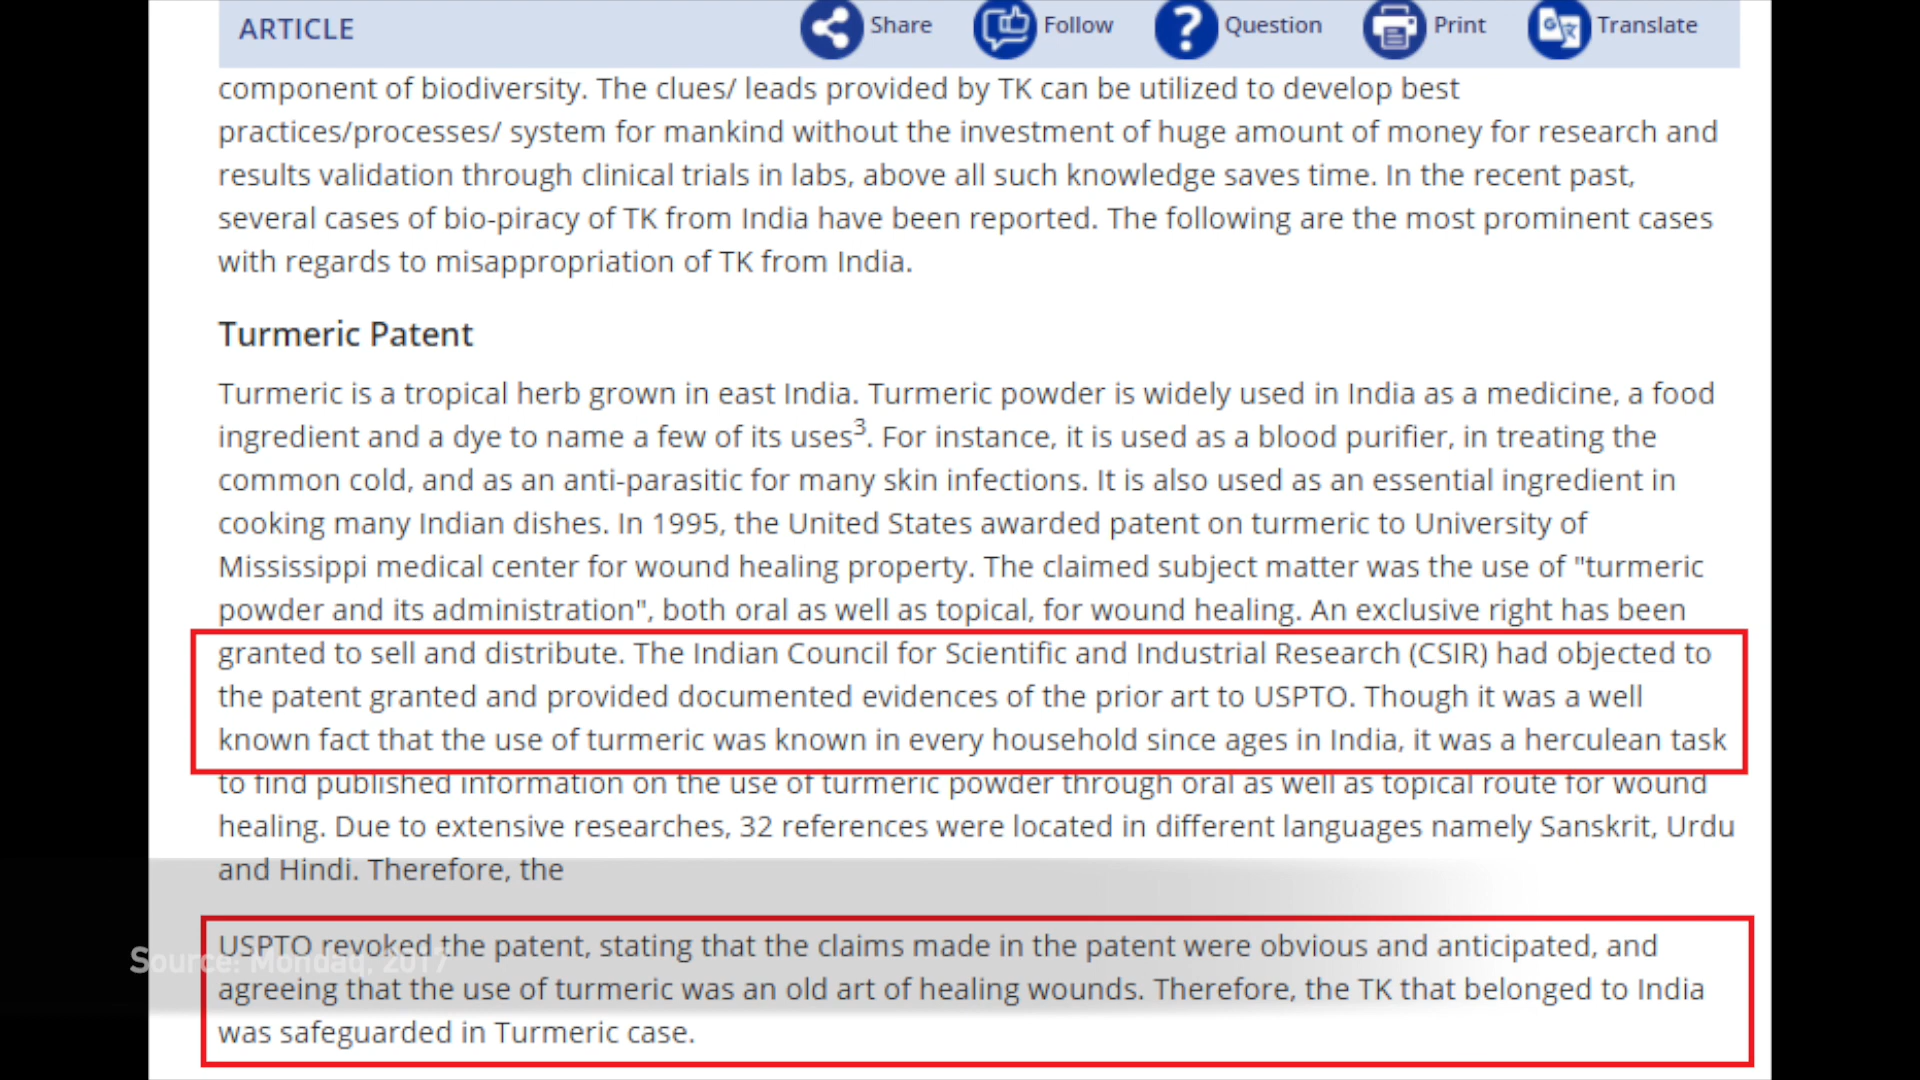 ARTICLE
Share
Follow
Question
Print
Translate
component of biodiversity. The clues/ leads provided by TK can be utilized to develop best
practices/processes/ system for mankind without the investment of huge amount of money for research and
results validation through clinical trials in labs, above all such knowledge saves time. In the recent past,
several cases of bio-piracy of TK from India have been reported. The following are the most prominent cases
with regards to misappropriation of TK from India.
Turmeric Patent
Turmeric is a tropical herb grown in east India. Turmeric powder is widely used in India as a medicine, a food
ingredient and a dye to name a few of its uses3. For instance, it is used as a blood purifier, in treating the
common cold, and as an anti-parasitic for many skin infections. It is also used as an essential ingredient in
cooking many Indian dishes. In 1995, the United States awarded patent on turmeric to University of
Mississippi medical center for wound healing property. The claimed subject matter was the use of "turmeric
powder and its administration", both oral as well as topical, for wound healing. An exclusive right has been
granted to sell and distribute. The Indian Council for Scientific and Industrial Research (CSIR) had objected to
the patent granted and provided documented evidences of the prior art to USPTO. Though it was a well
known fact that the use of turmeric was known in every household since ages in India, it was a herculean task
to find published information on the use of turmeric powder through oral as well as topical route for wound
healing. Due to extensive researches, 32 references were located in different languages namely Sanskrit, Urdu
and Hindi. Therefore, the
USPTO revoked the patent, stating that the claims made in the patent were obvious and anticipated, and
Source: Mondaq, 2017
agreeing that the use of turmeric was an old art of healing wounds. Therefore, the TK that belonged to India
was safeguarded in Turmeric case.